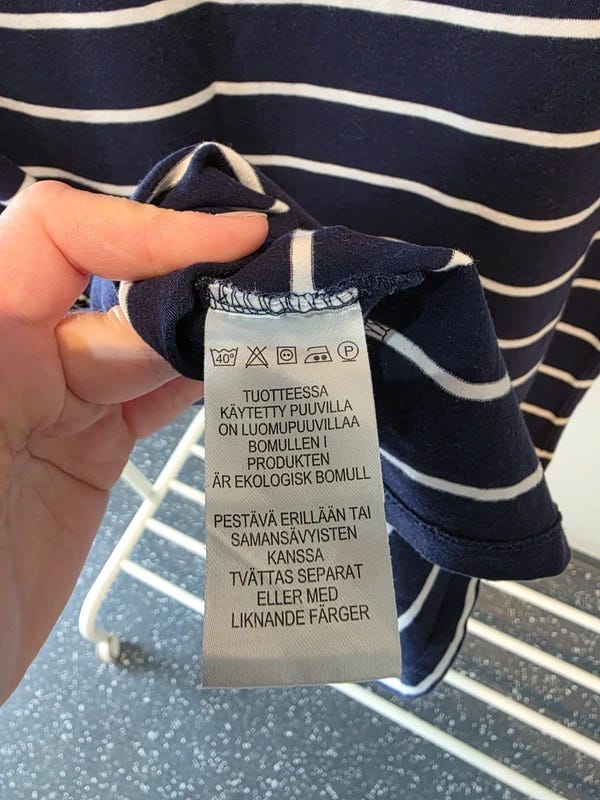 40° P
TUOTTEESSA
KÄYTETTY PUUVILLA
ON LUOMUPUUVILLAA
BOMULLEN I
PRODUKTEN
ÄR EKOLOGISK BOMULL
PESTÄVÄ ERILLÄÄN TAI
SAMANSÄVYISTEN
KANSSA
TVÄTTAS SEPARAT
ELLER MED
LIKNANDE FÄRGER